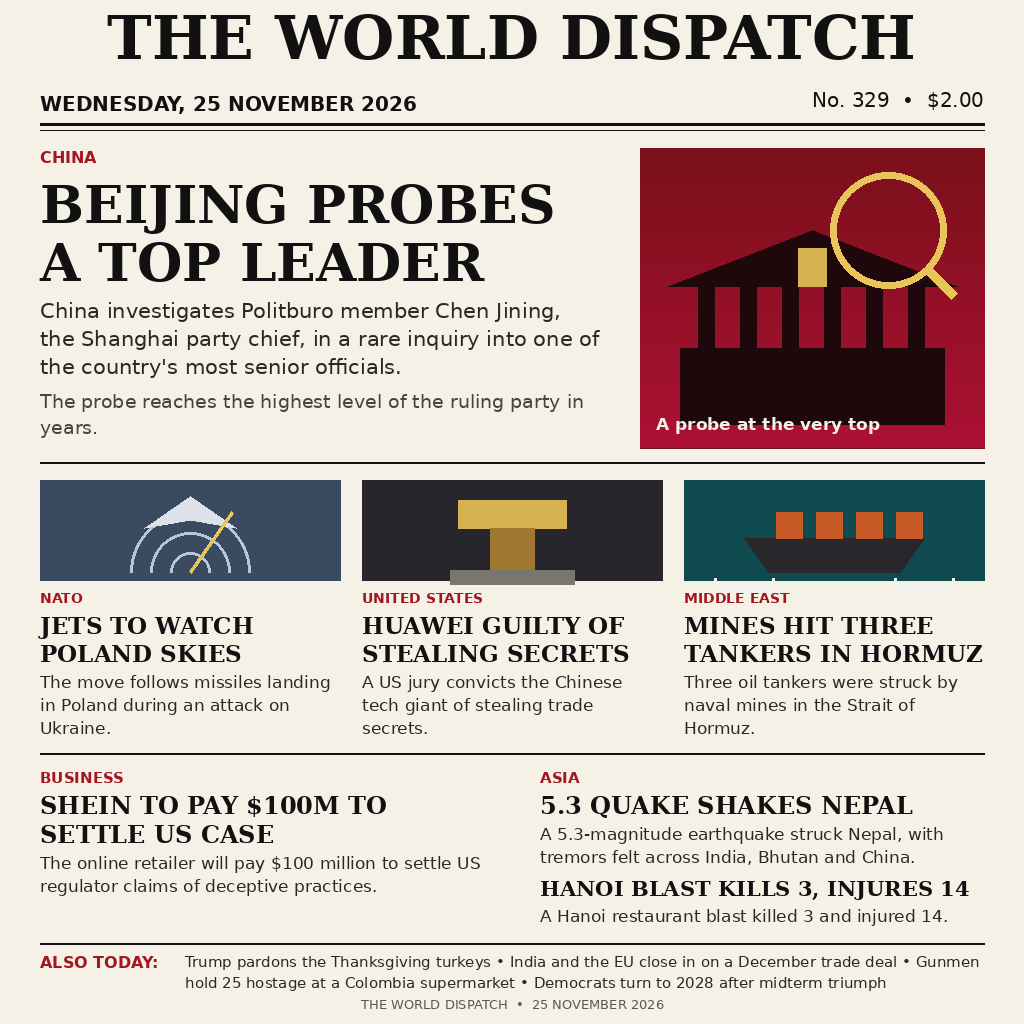 THE WORLD DISPATCH
WEDNESDAY, 25 NOVEMBER 2026
No. 329 • $2.00
CHINA
BEIJING PROBES
A TOP LEADER
China investigates Politburo member Chen Jining,
the Shanghai party chief, in a rare inquiry into one of
the country's most senior officials.
The probe reaches the highest level of the ruling party in
years.
A probe at the very top
NATO
JETS TO WATCH
POLAND SKIES
The move follows missiles landing
in Poland during an attack on
Ukraine.
UNITED STATES
HUAWEI GUILTY OF
STEALING SECRETS
A US jury convicts the Chinese
tech giant of stealing trade
secrets.
MIDDLE EAST
MINES HIT THREE
TANKERS IN HORMUZ
Three oil tankers were struck by
naval mines in the Strait of
Hormuz.
BUSINESS
SHEIN TO PAY $100M TO
SETTLE US CASE
The online retailer will pay $100 million to settle US
regulator claims of deceptive practices.
ASIA
5.3 QUAKE SHAKES NEPAL
A 5.3-magnitude earthquake struck Nepal, with
tremors felt across India, Bhutan and China.
HANOI BLAST KILLS 3, INJURES 14
A Hanoi restaurant blast killed 3 and injured 14.
ALSO TODAY:
Trump pardons the Thanksgiving turkeys • India and the EU close in on a December trade deal • Gunmen
hold 25 hostage at a Colombia supermarket • Democrats turn to 2028 after midterm triumph
THE WORLD DISPATCH • 25 NOVEMBER 2026